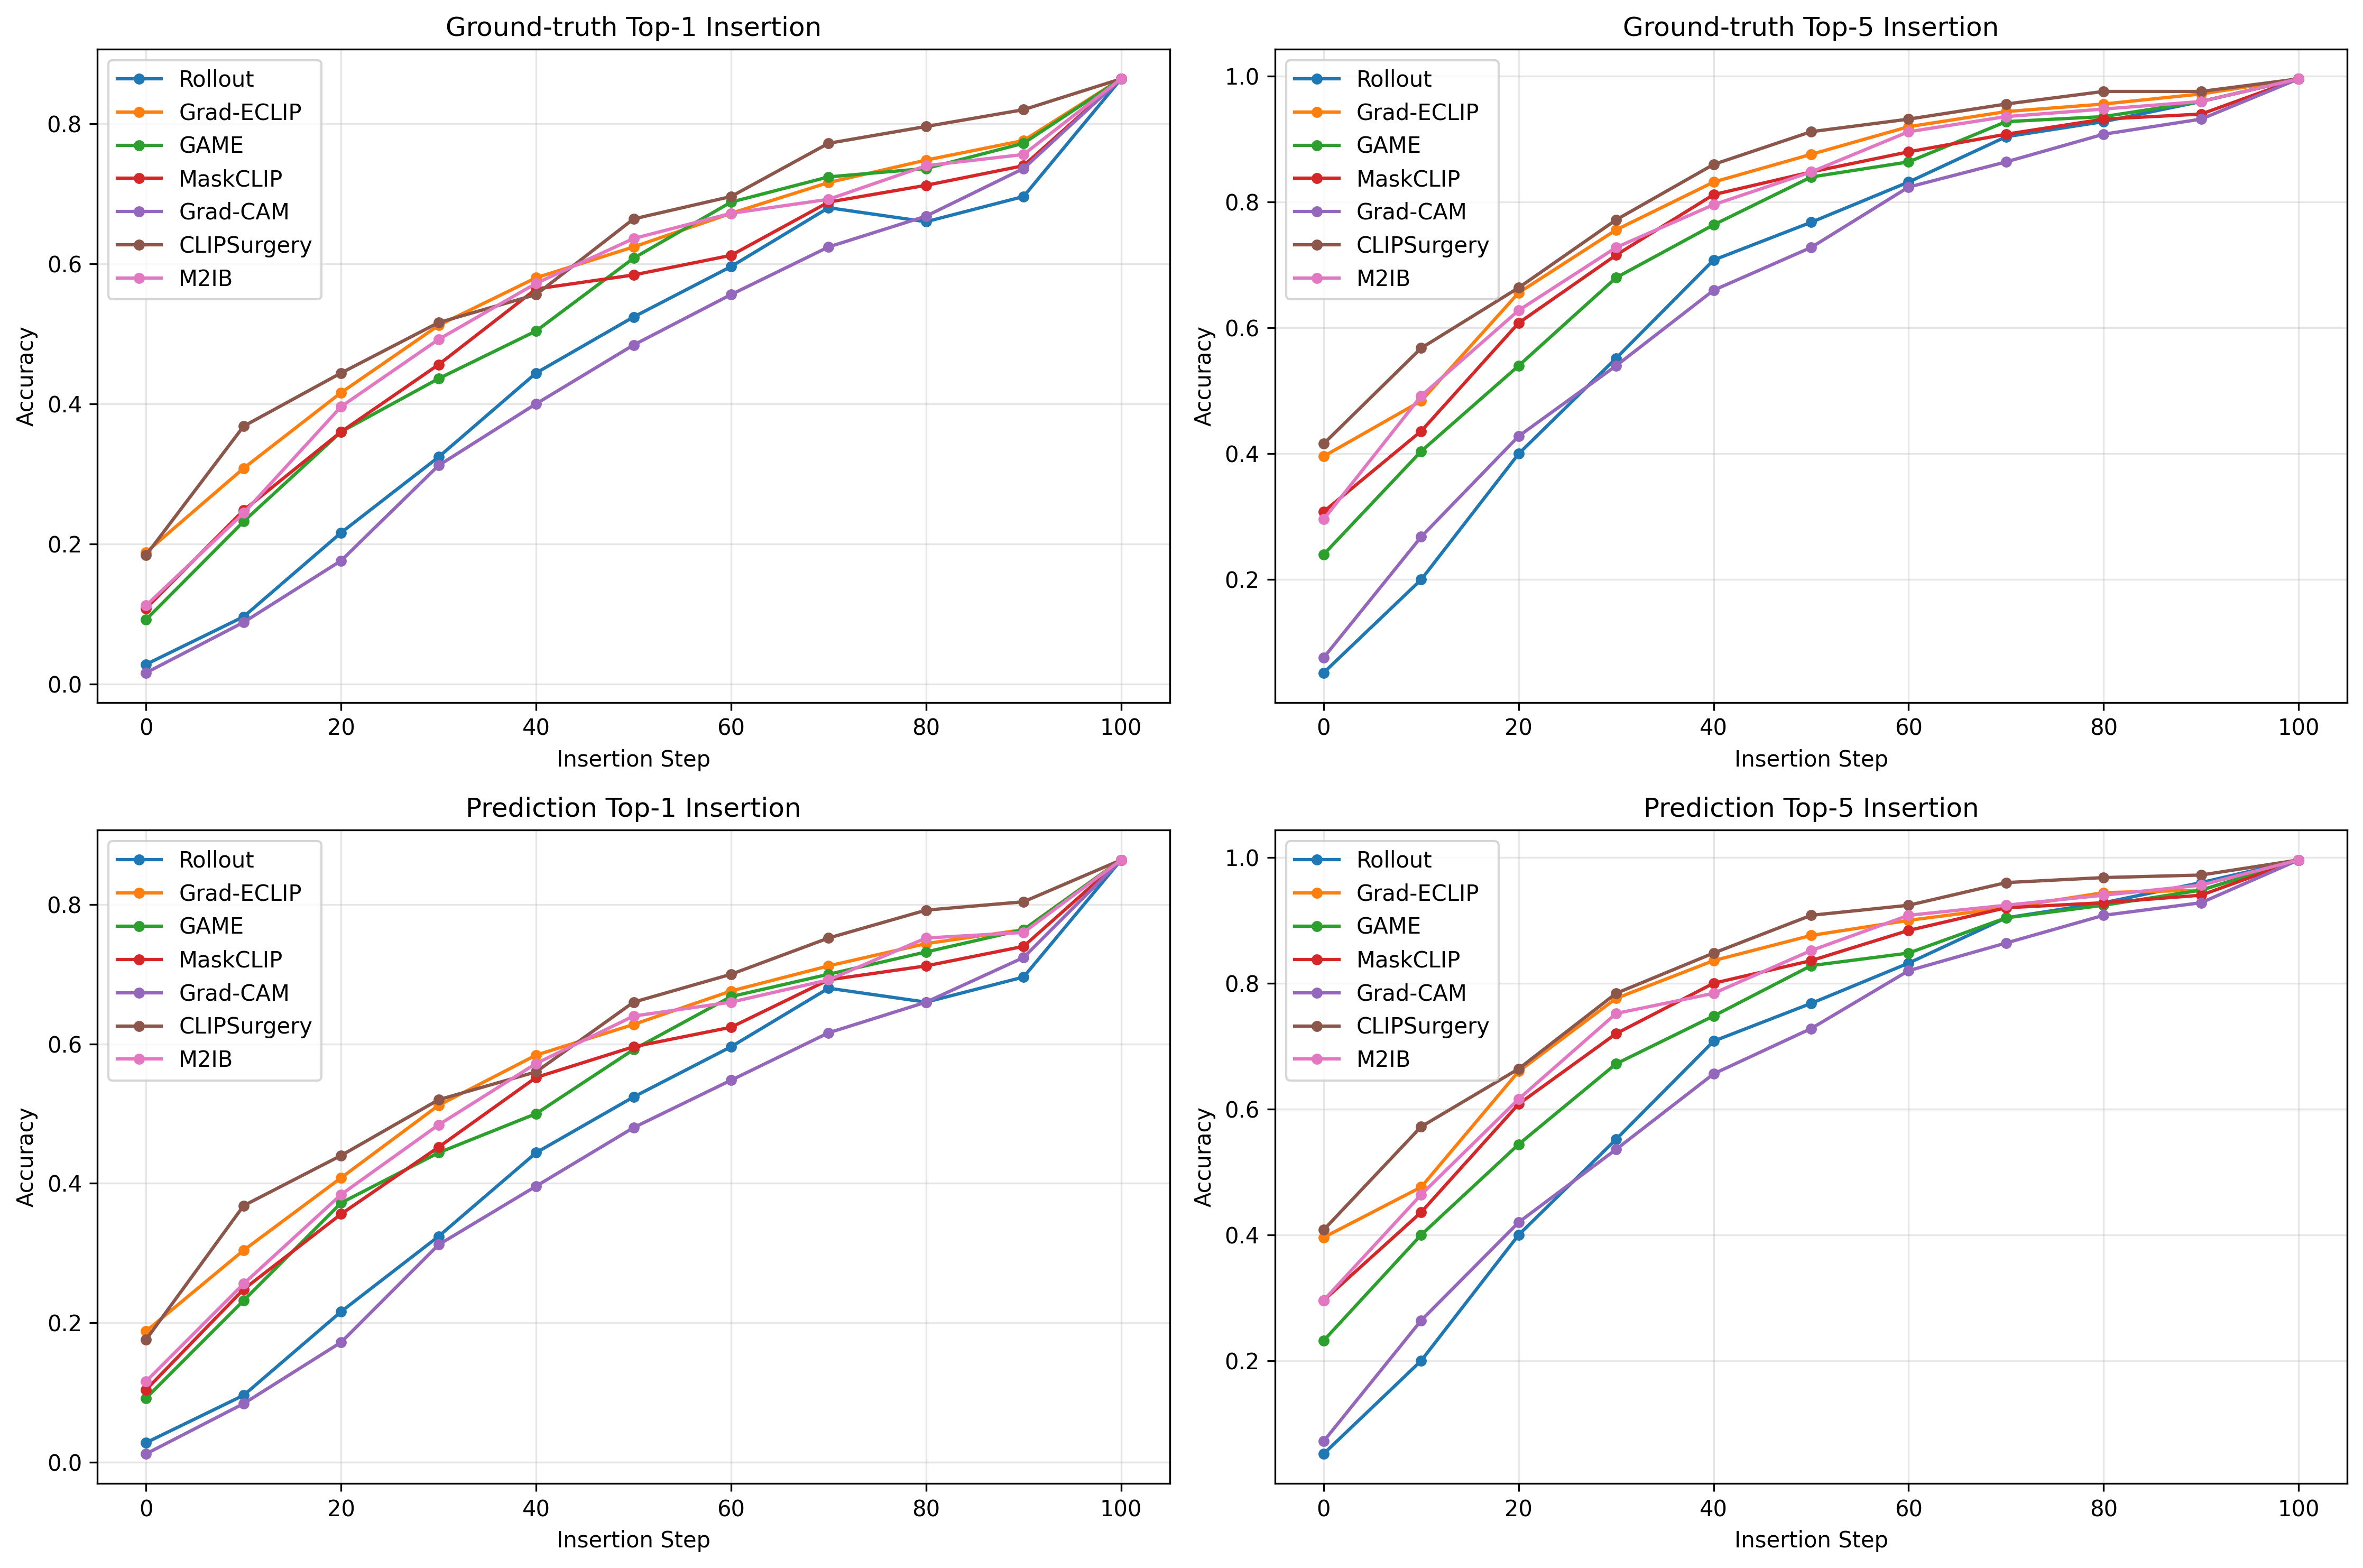 Ground-truth Top-1 Insertion
Rollout
Grad-ECLIP
GAME
MaskCLIP
Grad-CAM
CLIPSurgery
M2IB
Accuracy
0.8
0.6
0.4
0.2
0.0
0 20 40 60 80 100
Insertion Step
Ground-truth Top-5 Insertion
Rollout
Grad-ECLIP
GAME
MaskCLIP
Grad-CAM
CLIPSurgery
M2IB
Accuracy
1.0
0.8
0.6
0.4
0.2
0 20 40 60 80 100
Insertion Step
Prediction Top-1 Insertion
Rollout
Grad-ECLIP
GAME
MaskCLIP
Grad-CAM
CLIPSurgery
M2IB
Accuracy
0.8
0.6
0.4
0.2
0.0
0 20 40 60 80 100
Insertion Step
Prediction Top-5 Insertion
Rollout
Grad-ECLIP
GAME
MaskCLIP
Grad-CAM
CLIPSurgery
M2IB
Accuracy
1.0
0.8
0.6
0.4
0.2
0 20 40 60 80 100
Insertion Step